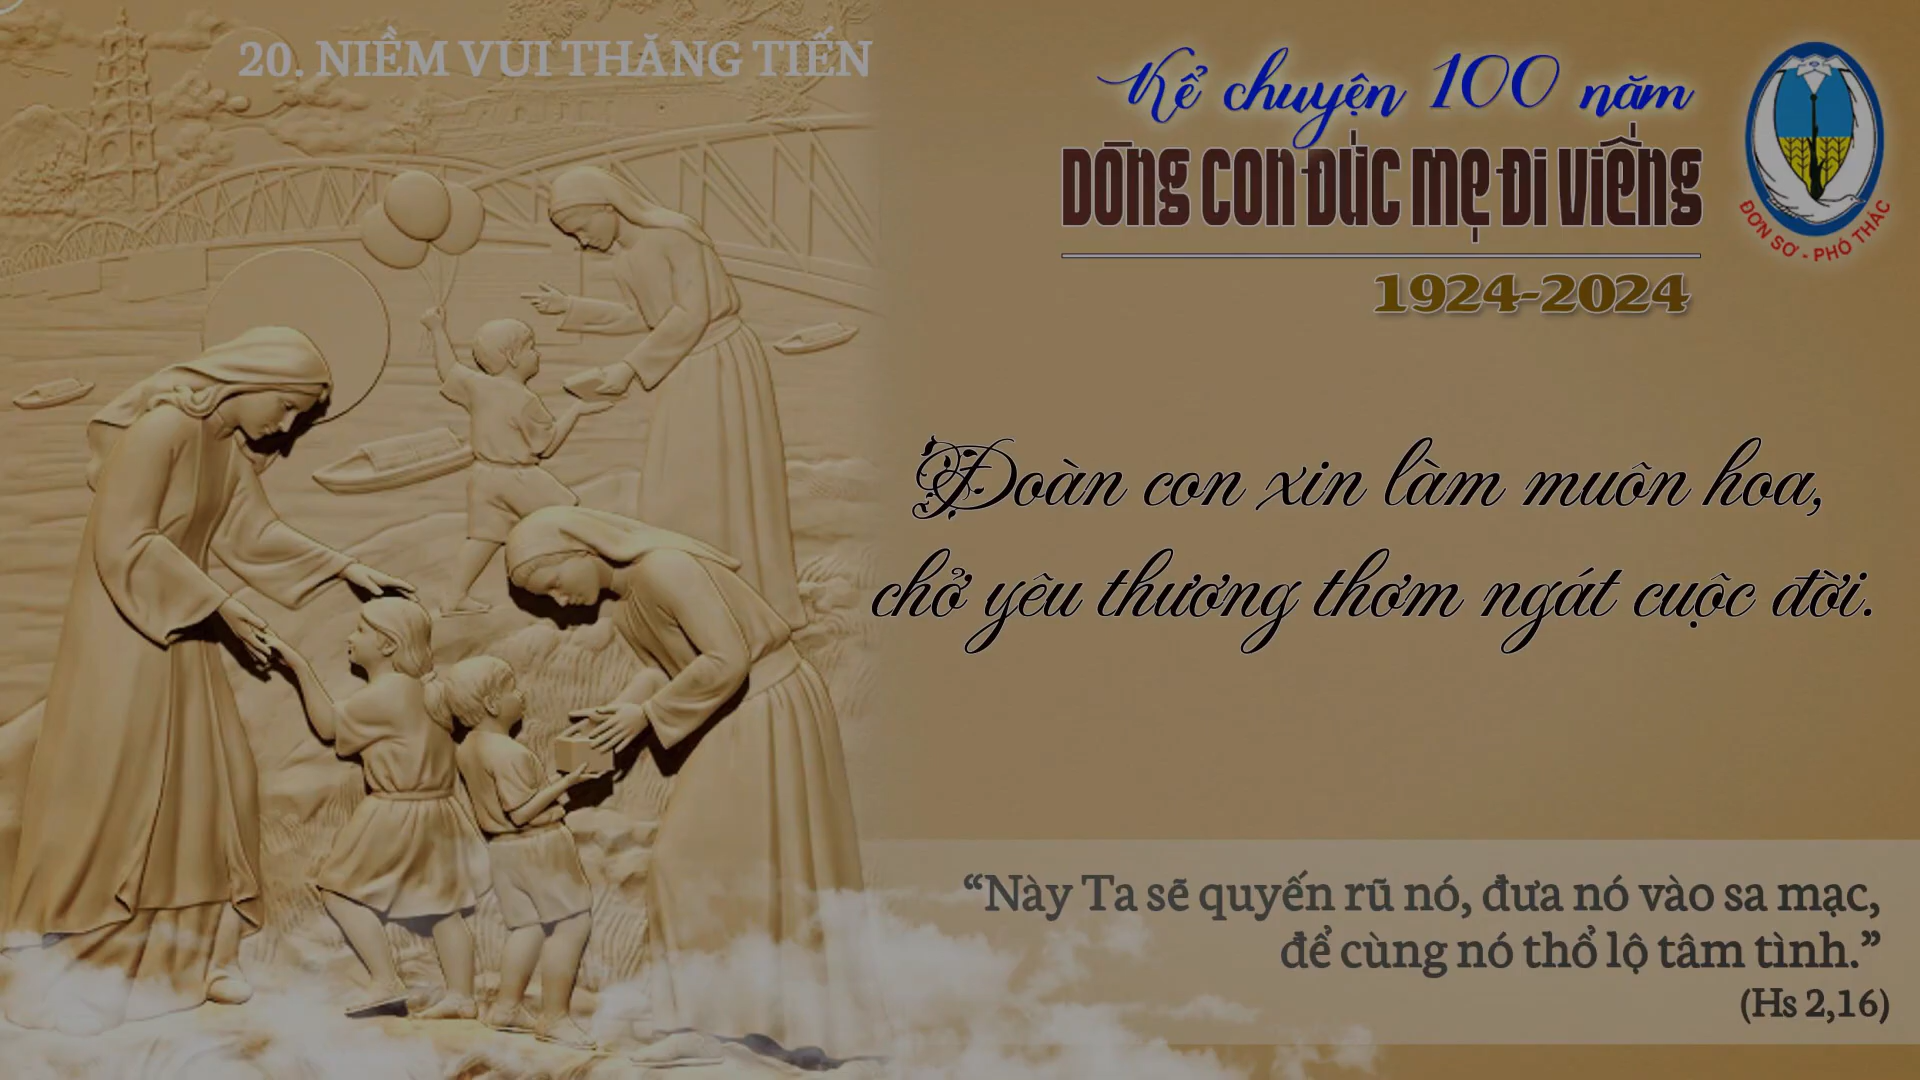 20. NIỀM VUI THĂNG TIẾN
Kể chuyện 100 năm
DÒNG CON ĐỨC MẸ ĐI VIẾNG
1924-2024
ĐƠN SƠ - PHÓ THÁC
Đoàn con xin làm muôn hoa,
chở yêu thương thơm ngát cuộc đời.
“Này Ta sẽ quyến rũ nó, đưa nó vào sa mạc,
để cùng nó thổ lộ tâm tình.”
(Hs 2,16)